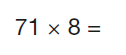 71 × 8 =